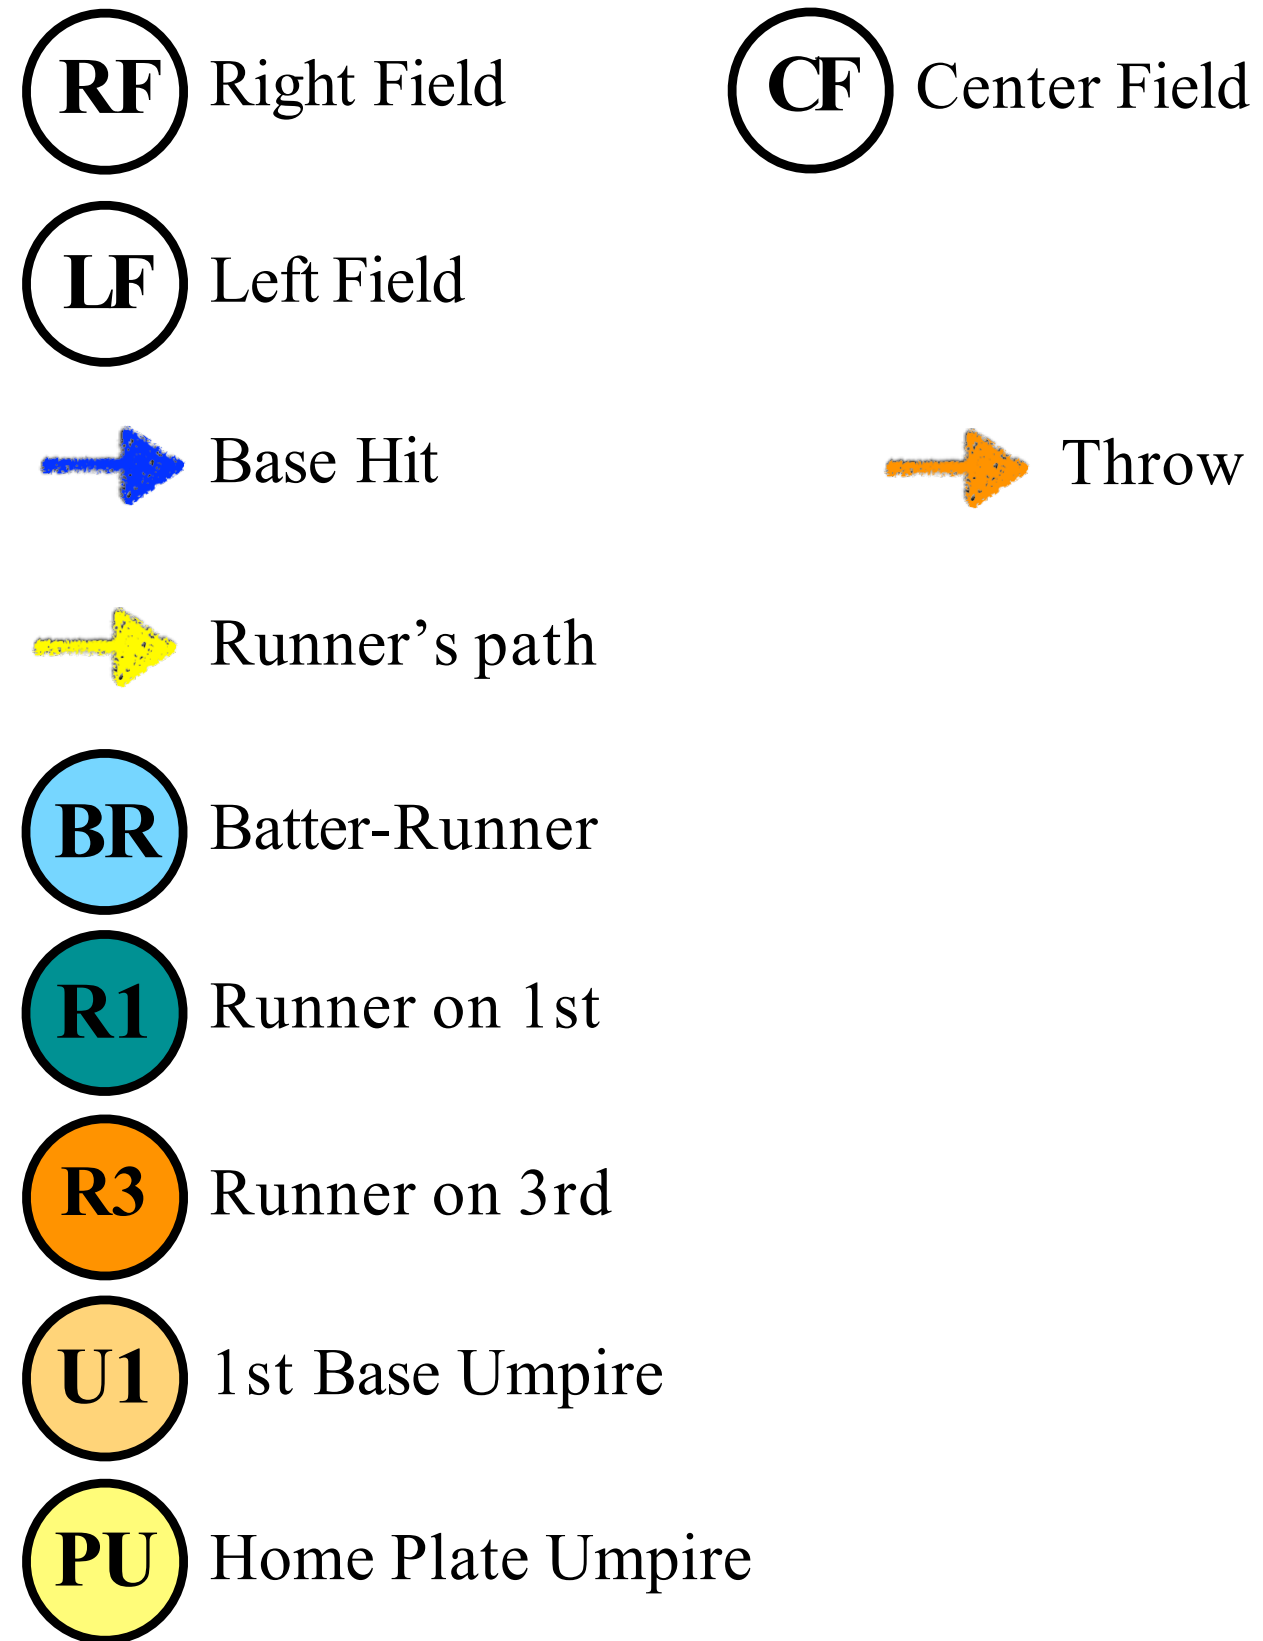 RF Right Field CF Center Field
LF Left Field
Base Hit Throw
Runner’s path
BR Batter-Runner
R1 Runner on 1st
R3 Runner on 3rd
U1 1st Base Umpire
PU Home Plate Umpire